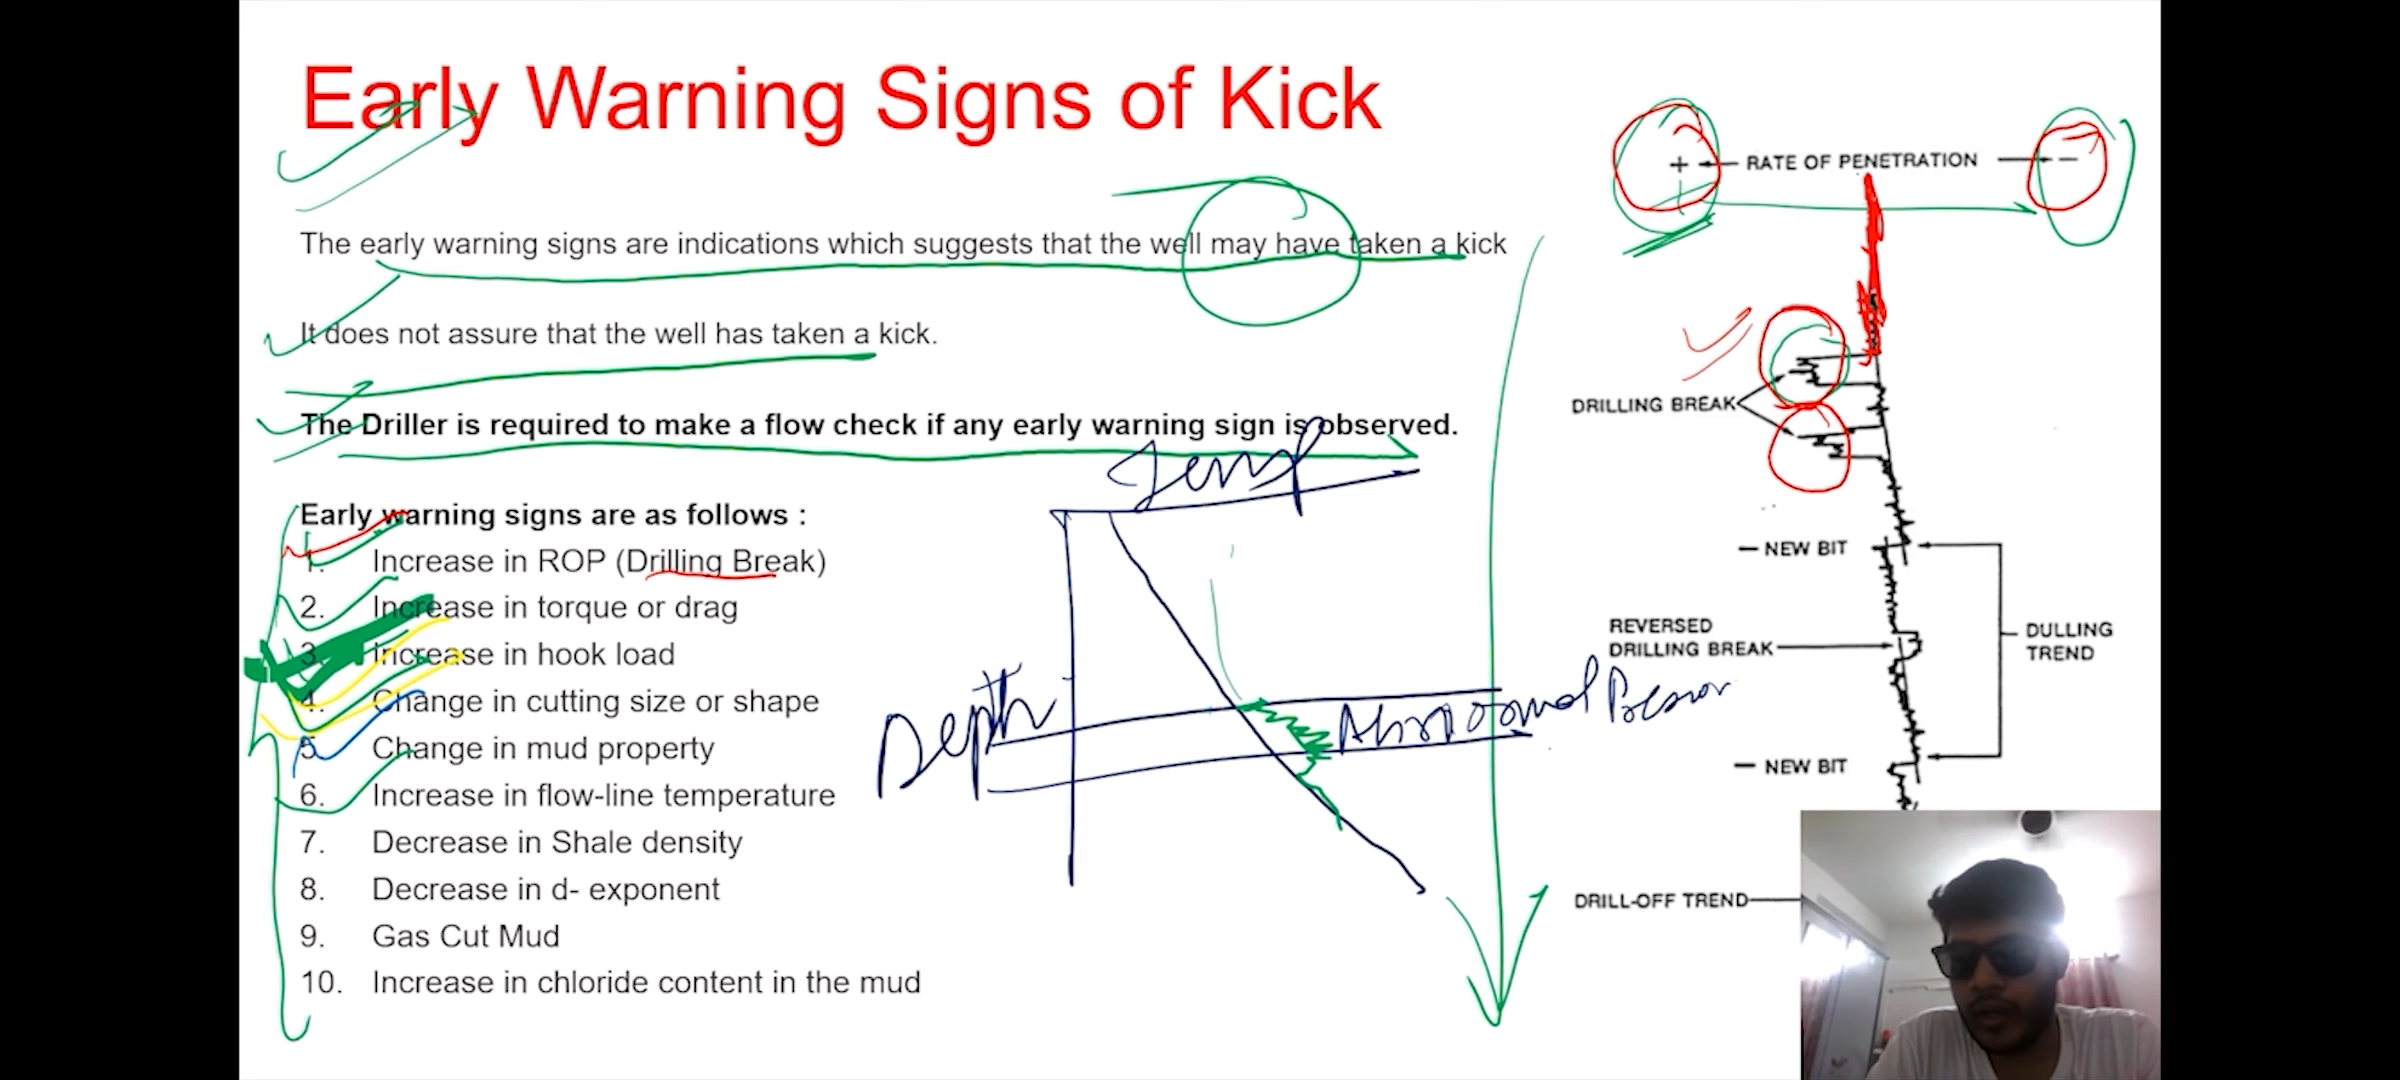 Early Warning Signs of Kick
The early warning signs are indications which suggests that the well may have taken a kick
It does not assure that the well has taken a kick.
The Driller is required to make a flow check if any early warning sign is observed.
Early warning signs are as follows :
1. Increase in ROP (Drilling Break)
2. Increase in torque or drag
3. Increase in hook load
4. Change in cutting size or shape
5. Change in mud property
6. Increase in flow-line temperature
7. Decrease in Shale density
8. Decrease in d- exponent
9. Gas Cut Mud
10. Increase in chloride content in the mud
Temp
Depth
Abnormal
+ RATE OF PENETRATION -
DRILLING BREAK
NEW BIT
REVERSED
DRILLING BREAK
DULLING
TREND
NEW BIT
DRILL-OFF TREND